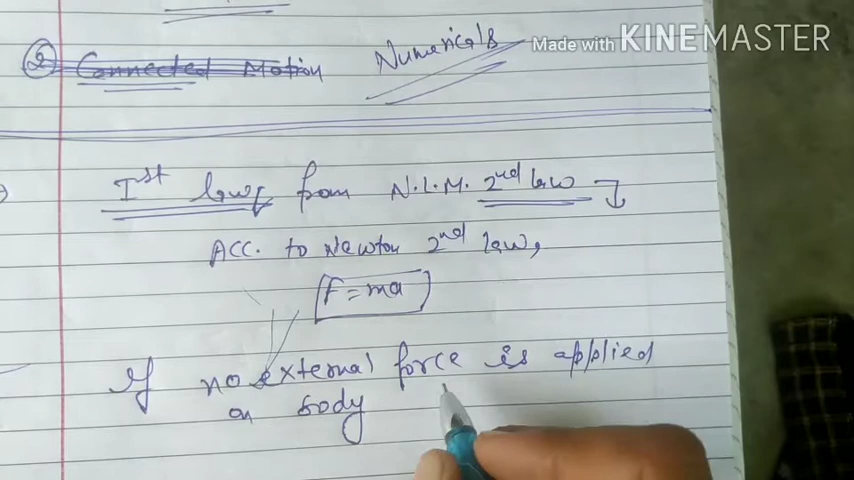 ② Connected Motion Numericals
Made with KINEMASTER
Ist law from N.L.M. 2nd law
Acc. to Newton 2nd law,
F = ma
If no external force is applied
on body